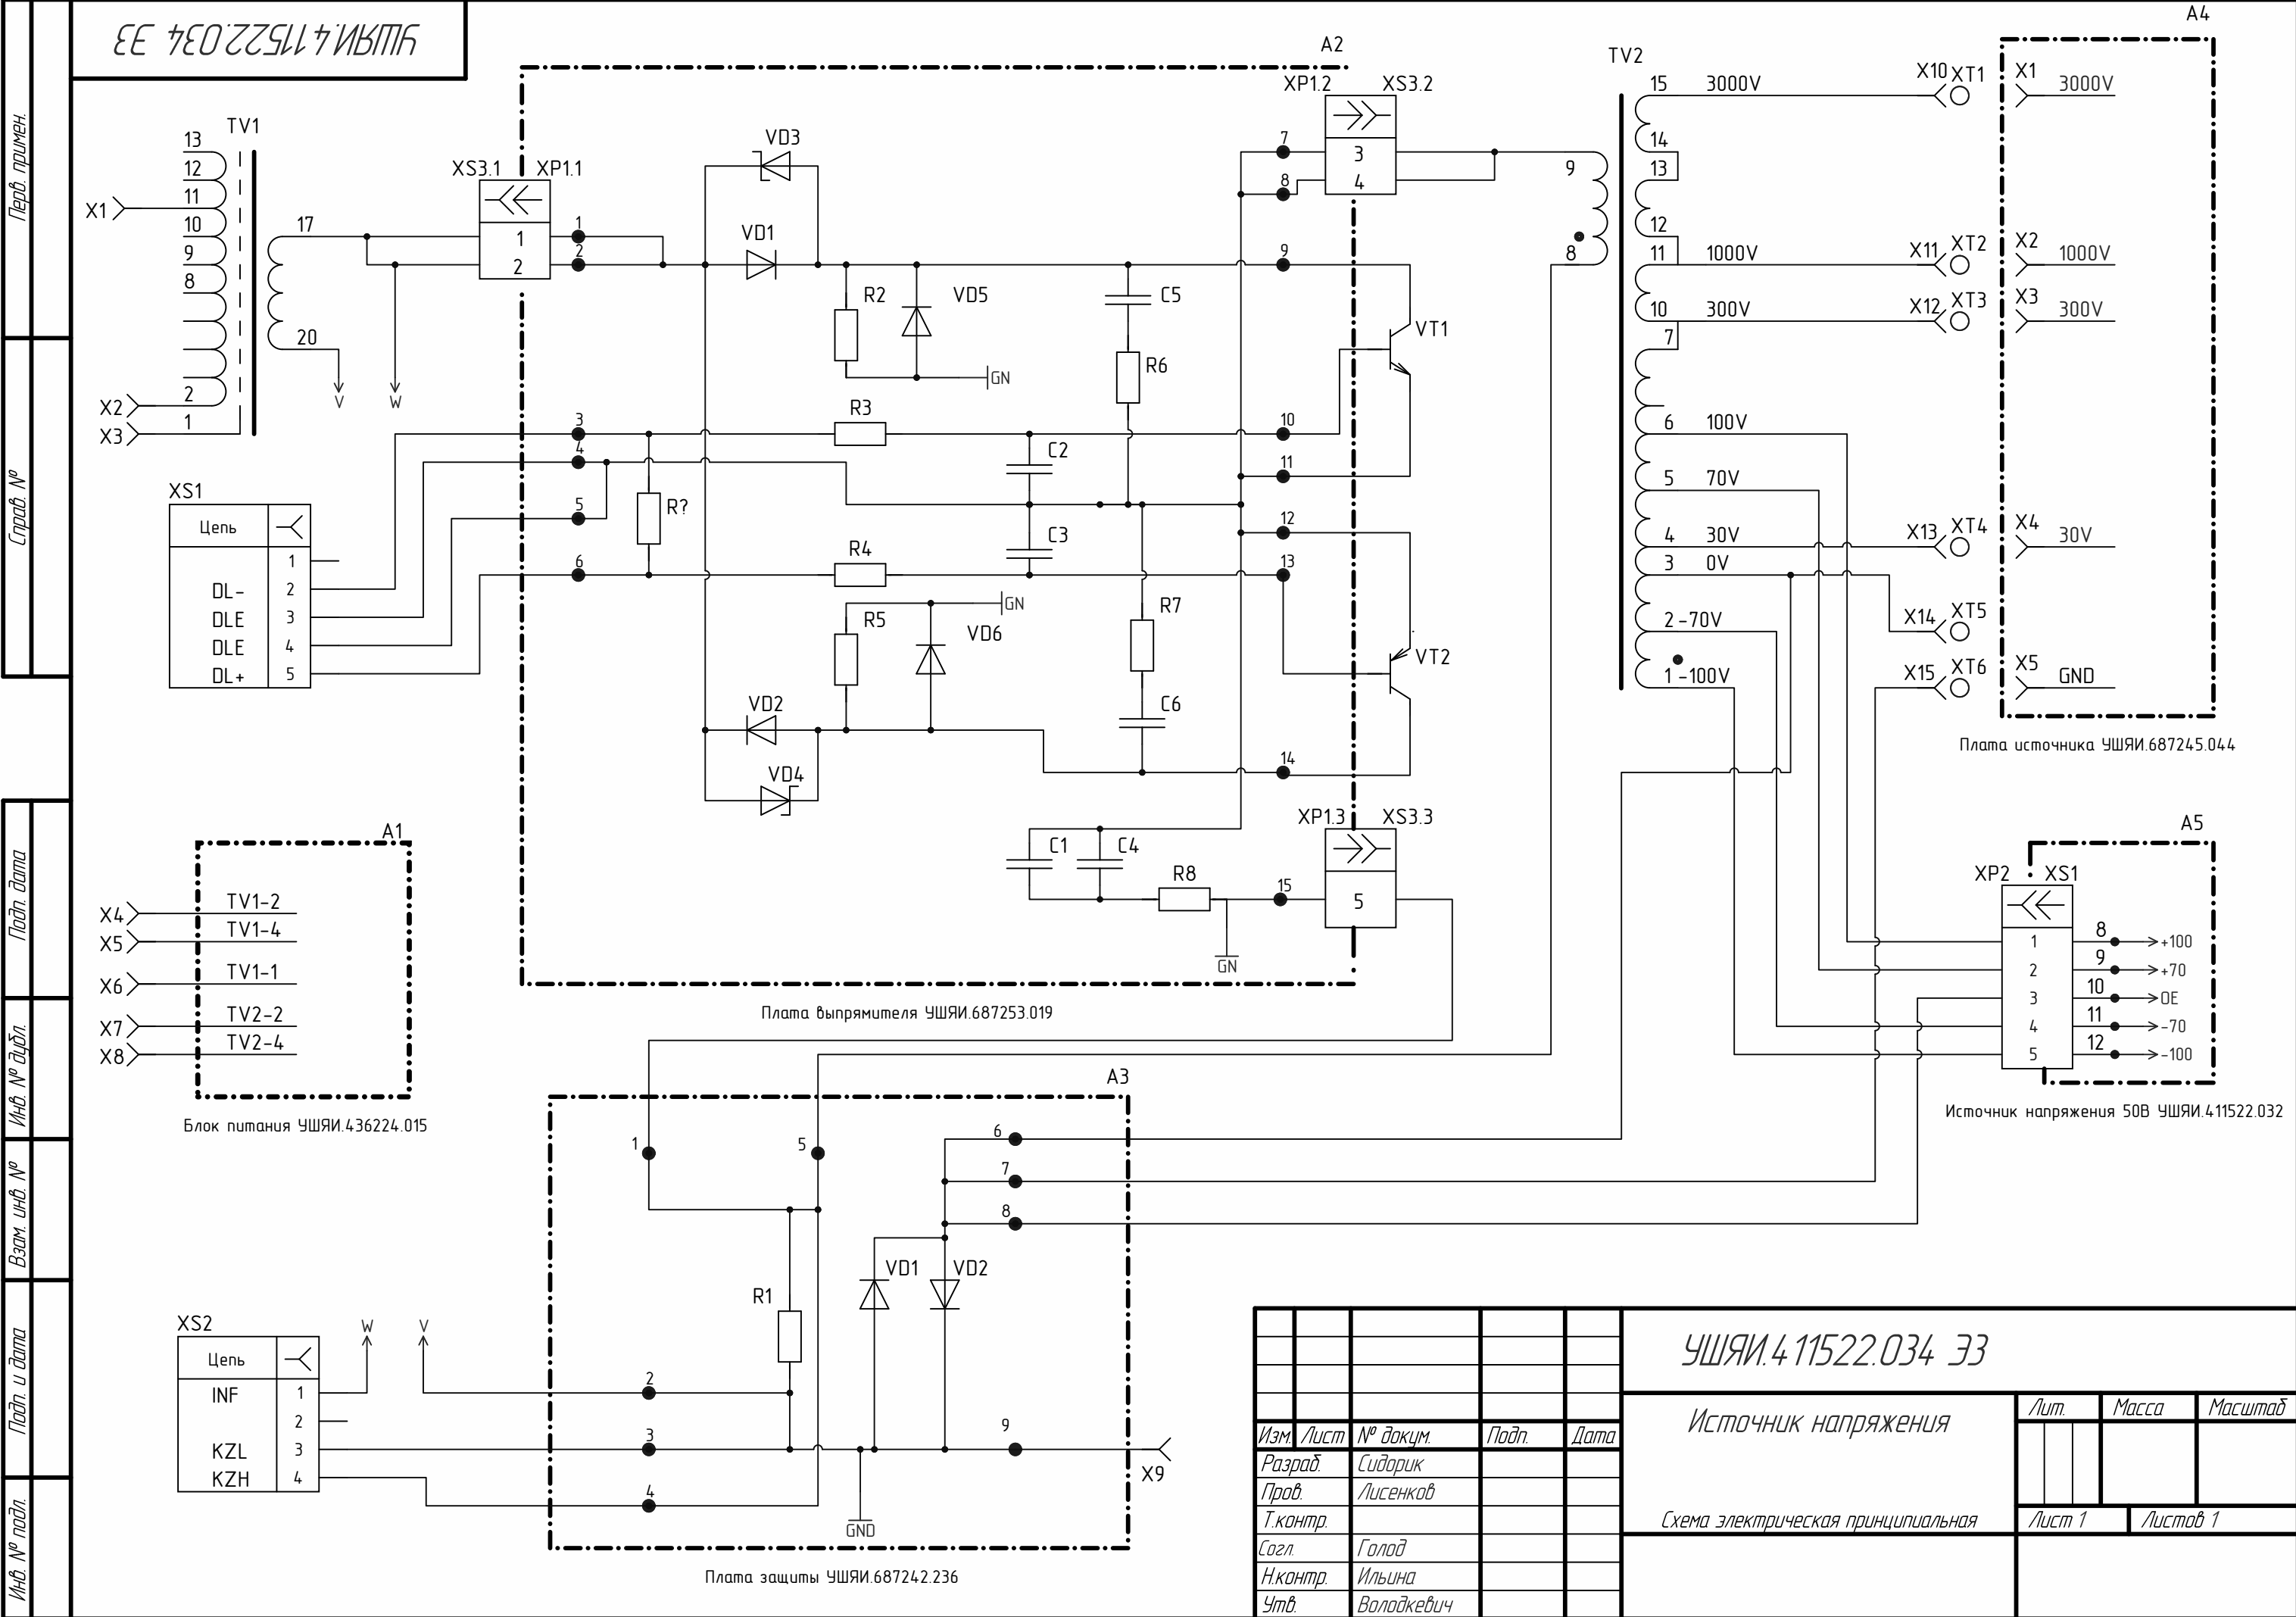 УШЯИ.411522.034 Э3
Перв. примен.
Справ. №
Подп. дата
Инв. № дубл.
Взам. инв. №
Подп. и дата
Инв. № подл.
TV1
13
12
11
10
9
8
2
1
X1
X2
X3
17
20
V
W
XS1
Цепь
1
DL- 2
DLE 3
DLE 4
DL+ 5
A1
X4 TV1-2
X5 TV1-4
X6 TV1-1
X7 TV2-2
X8 TV2-4
Блок питания УШЯИ.436224.015
XS2
Цепь
INF 1
2
KZL 3
KZH 4
W
V
A2
XS3.1 XP1.1
1
2
1
2
3
4
5
6
VD3
VD1
R2
VD5
GN
C5
R6
R3
C2
R?
C3
R4
GN
R5
VD6
R7
VD2
C6
VD4
C1
C4
R8
GN
XP1.2 XS3.2
3
4
7
8
9
10
11
12
13
14
15
VT1
VT2
XP1.3 XS3.3
5
Плата выпрямителя УШЯИ.687253.019
A3
1
5
6
7
8
VD1
VD2
R1
2
3
4
9
X9
GND
Плата защиты УШЯИ.687242.236
TV2
9
8
15 3000V
14
13
12
11 1000V
10 300V
7
6 100V
5 70V
4 30V
3 0V
2 -70V
1 -100V
X10 XT1
X11 XT2
X12 XT3
X13 XT4
X14 XT5
X15 XT6
A4
X1 3000V
X2 1000V
X3 300V
X4 30V
X5 GND
Плата источника УШЯИ.687245.044
A5
XP2 XS1
1 8 +100
2 9 +70
3 10 0E
4 11 -70
5 12 -100
Источник напряжения 50В УШЯИ.411522.032
УШЯИ.411522.034 Э3
Источник напряжения
Схема электрическая принципиальная
Лит. Масса Масштаб
Лист 1 Листов 1
Изм. Лист № докум. Подп. Дата
Разраб. Сидорик
Пров. Лисенков
Т.контр.
Согл. Голод
Н.контр. Ильина
Утв. Володкевич